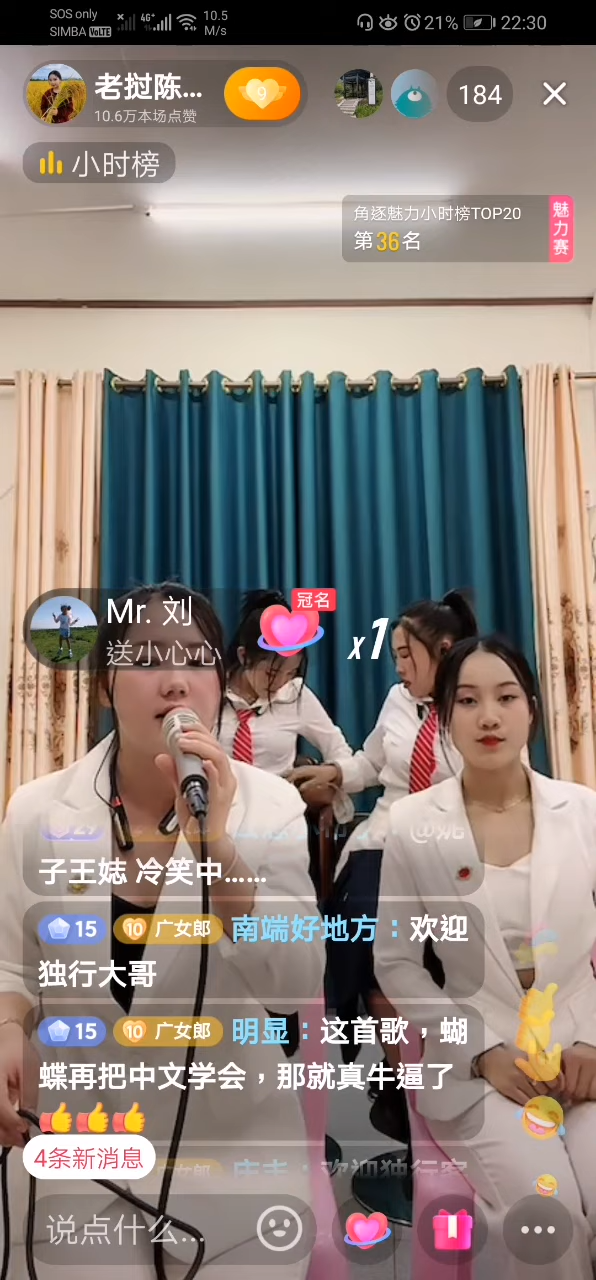 SOS only
SIMBA VoLTE
4G+
10.5
M/s
21%
22:30
老挝陈...
10.6万本场点赞
9
184
小时榜
角逐魅力小时榜TOP20
第36名
魅力赛
冠名
Mr. 刘
送小心心
x1
29
子王娡 冷笑中……
15 10 广女郎 南端好地方：欢迎
独行大哥
15 10 广女郎 明显：这首歌，蝴
蝶再把中文学会，那就真牛逼了
4条新消息
说点什么...